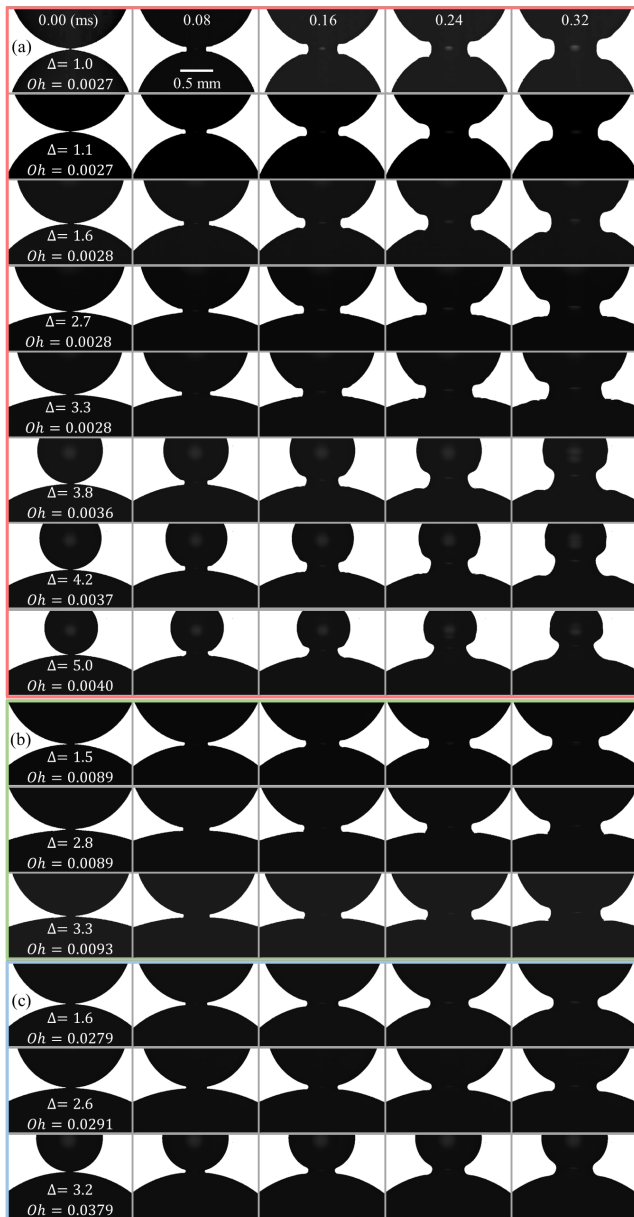 0.00 (ms) 0.08 0.16 0.24 0.32
(a)
Δ= 1.0
Oh = 0.0027
0.5 mm
Δ= 1.1
Oh = 0.0027
Δ= 1.6
Oh = 0.0028
Δ= 2.7
Oh = 0.0028
Δ= 3.3
Oh = 0.0028
Δ= 3.8
Oh = 0.0036
Δ= 4.2
Oh = 0.0037
Δ= 5.0
Oh = 0.0040
(b)
Δ= 1.5
Oh = 0.0089
Δ= 2.8
Oh = 0.0089
Δ= 3.3
Oh = 0.0093
(c)
Δ= 1.6
Oh = 0.0279
Δ= 2.6
Oh = 0.0291
Δ= 3.2
Oh = 0.0379